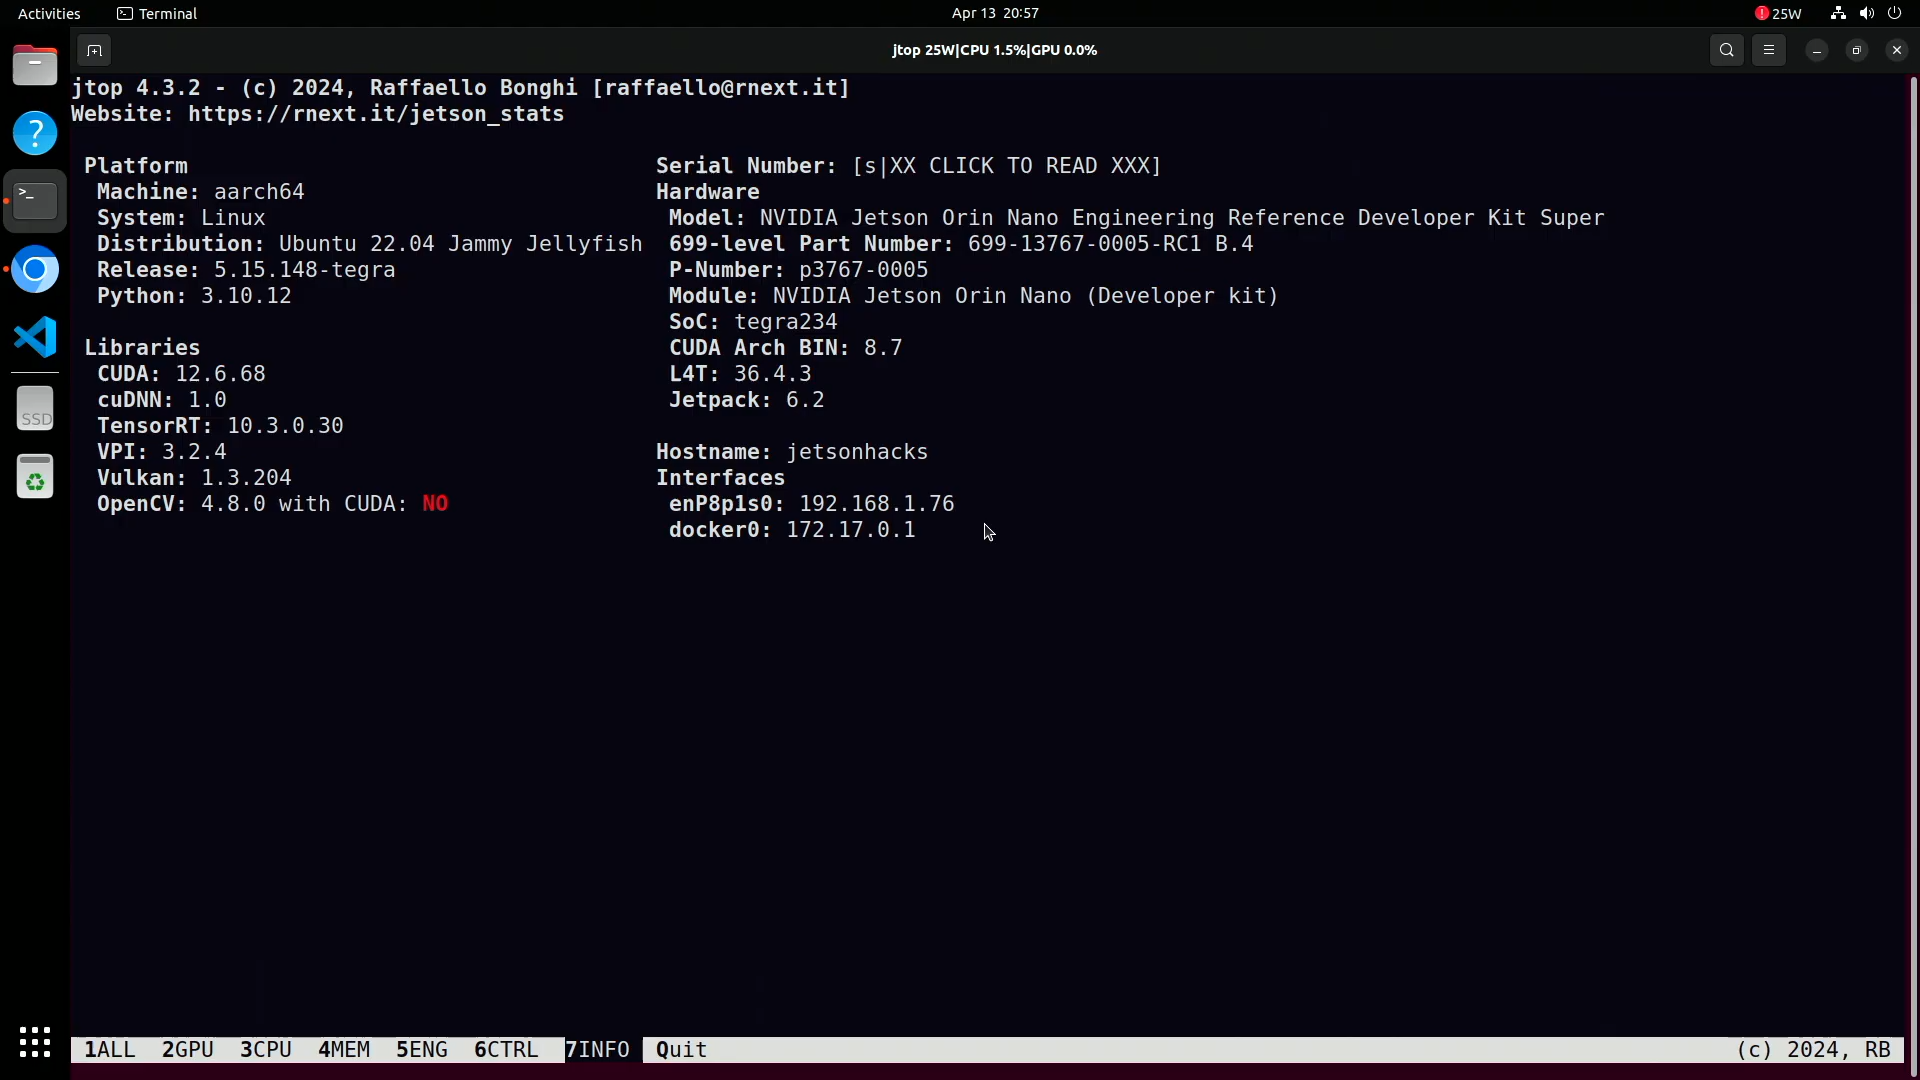 Activities Terminal Apr 13 20:57 25W
jtop 25W|CPU 1.5%|GPU 0.0%
jtop 4.3.2 - (c) 2024, Raffaello Bonghi [raffaello@rnext.it]
Website: https://rnext.it/jetson_stats
Platform
Machine: aarch64
System: Linux
Distribution: Ubuntu 22.04 Jammy Jellyfish
Release: 5.15.148-tegra
Python: 3.10.12
Libraries
CUDA: 12.6.68
cuDNN: 1.0
TensorRT: 10.3.0.30
VPI: 3.2.4
Vulkan: 1.3.204
OpenCV: 4.8.0 with CUDA: NO
Serial Number: [s|XX CLICK TO READ XXX]
Hardware
Model: NVIDIA Jetson Orin Nano Engineering Reference Developer Kit Super
699-level Part Number: 699-13767-0005-RC1 B.4
P-Number: p3767-0005
Module: NVIDIA Jetson Orin Nano (Developer kit)
SoC: tegra234
CUDA Arch BIN: 8.7
L4T: 36.4.3
Jetpack: 6.2
Hostname: jetsonhacks
Interfaces
enP8p1s0: 192.168.1.76
docker0: 172.17.0.1
SSD
1ALL 2GPU 3CPU 4MEM 5ENG 6CTRL 7INFO Quit (c) 2024, RB